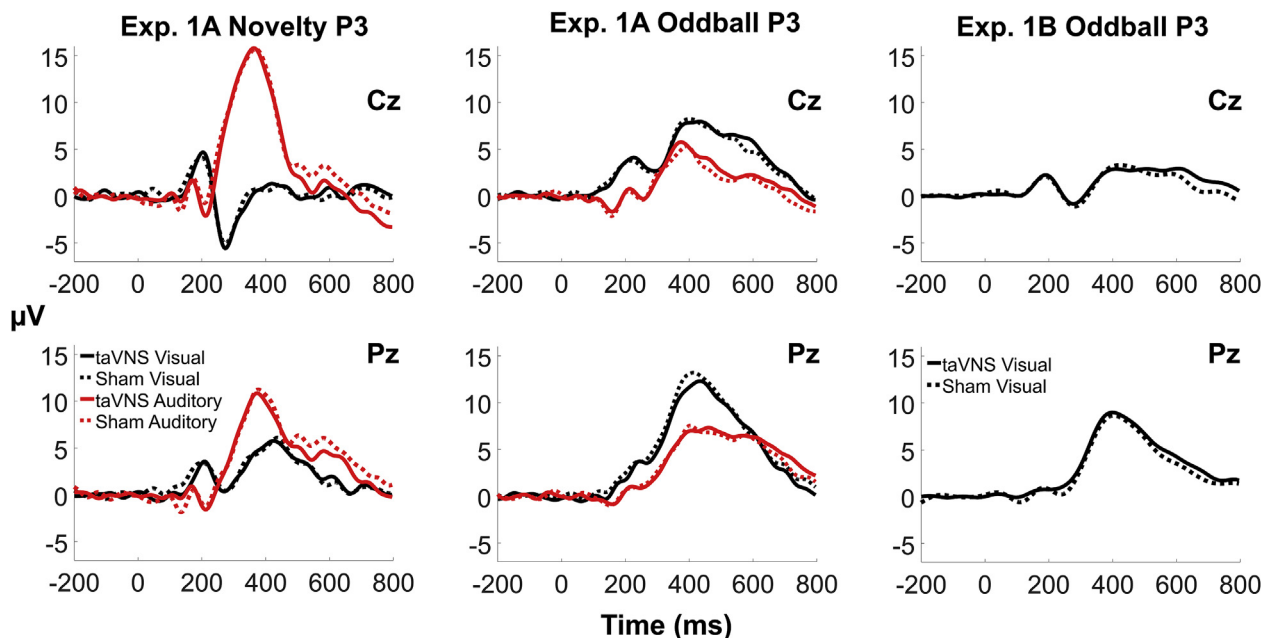 Exp. 1A Novelty P3
Exp. 1A Oddball P3
Exp. 1B Oddball P3
15
10
5
0
-5
Cz
-200 0 200 400 600 800
15
10
5
0
-5
Cz
-200 0 200 400 600 800
15
10
5
0
-5
Cz
-200 0 200 400 600 800
µV
15
10
5
0
-5
Pz
taVNS Visual
Sham Visual
taVNS Auditory
Sham Auditory
-200 0 200 400 600 800
15
10
5
0
-5
Pz
-200 0 200 400 600 800
15
10
5
0
-5
Pz
taVNS Visual
Sham Visual
-200 0 200 400 600 800
Time (ms)